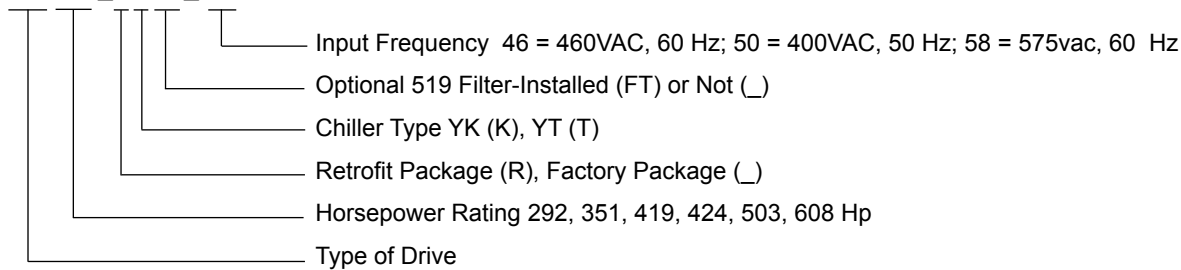 Input Frequency 46 = 460VAC, 60 Hz; 50 = 400VAC, 50 Hz; 58 = 575vac, 60 Hz
Optional 519 Filter-Installed (FT) or Not (_)
Chiller Type YK (K), YT (T)
Retrofit Package (R), Factory Package (_)
Horsepower Rating 292, 351, 419, 424, 503, 608 Hp
Type of Drive